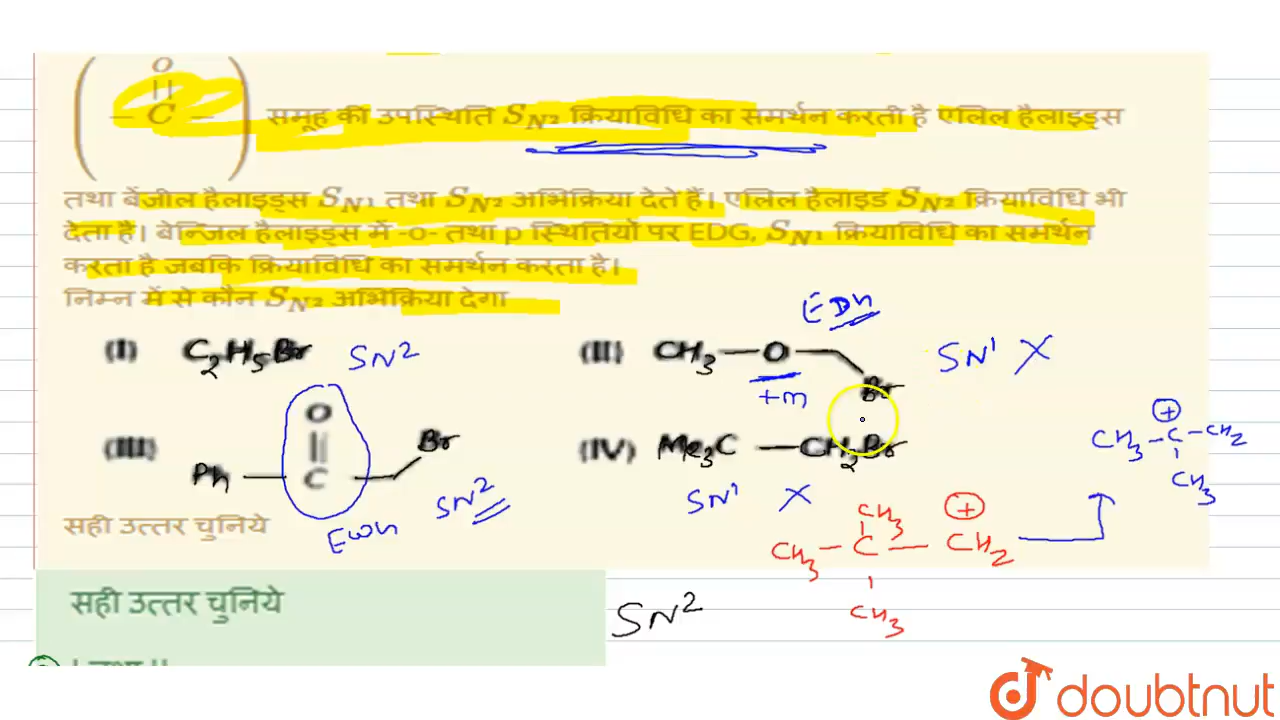 O
||
— C —
समूह की उपस्थिति S_N² क्रियाविधि का समर्थन करती है एलिल हैलाइड्स
तथा बेंजील हैलाइड्स S_N¹ तथा S_N² अभिक्रिया देते हैं। एलिल हैलाइड S_N² क्रियाविधि भी
देता है। बेन्जिल हैलाइड्स में -o- तथा p स्थितियों पर EDG, S_N¹ क्रियाविधि का समर्थन
करता है जबकि क्रियाविधि का समर्थन करता है।
निम्न में से कौन S_N² अभिक्रिया देगा
EDn
(I) C₂H₅Br SN²
(II) CH₃—O Br SN¹ X
+m
(III) Ph — C Br
O
||
EWn
SN²
(IV) Me₃C — CH₂Br
SN¹ X
+
CH₃ — C — CH₂
CH₃
CH₃ +
CH₃ — C — CH₂
CH₃
सही उत्तर चुनिये
सही उत्तर चुनिये
SN²
I तथा II
doubtnut